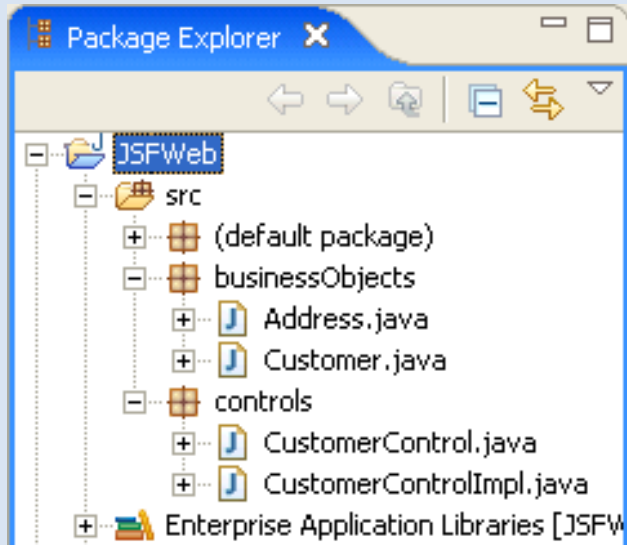 Package Explorer
JSFWeb
src
(default package)
businessObjects
Address.java
Customer.java
controls
CustomerControl.java
CustomerControlImpl.java
Enterprise Application Libraries [JSFW